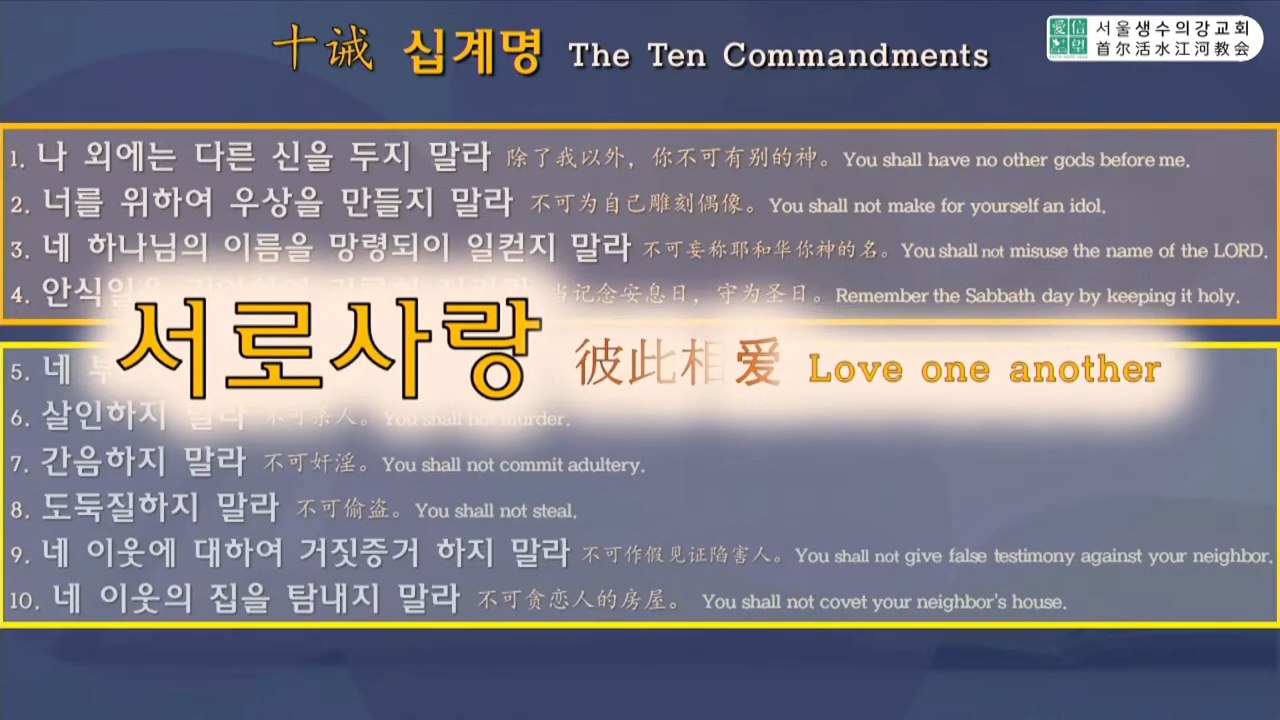 十诫 십계명 The Ten Commandments
서울생수의강교회
首尔活水江河教会
1. 나 외에는 다른 신을 두지 말라 除了我以外，你不可有别的神。You shall have no other gods before me.
2. 너를 위하여 우상을 만들지 말라 不可为自己雕刻偶像。You shall not make for yourself an idol.
3. 네 하나님의 이름을 망령되이 일컫지 말라 不可妄称耶和华你神的名。You shall not misuse the name of the LORD.
4. 안식일을 当记念安息日，守为圣日。Remember the Sabbath day by keeping it holy.
서로사랑 彼此相爱 Love one another
5. 네
6. 살인하지 말라 不可杀人。You shall not murder.
7. 간음하지 말라 不可奸淫。You shall not commit adultery.
8. 도둑질하지 말라 不可偷盗。You shall not steal.
9. 네 이웃에 대하여 거짓증거 하지 말라 不可作假见证陷害人。You shall not give false testimony against your neighbor.
10. 네 이웃의 집을 탐내지 말라 不可贪恋人的房屋。You shall not covet your neighbor's house.